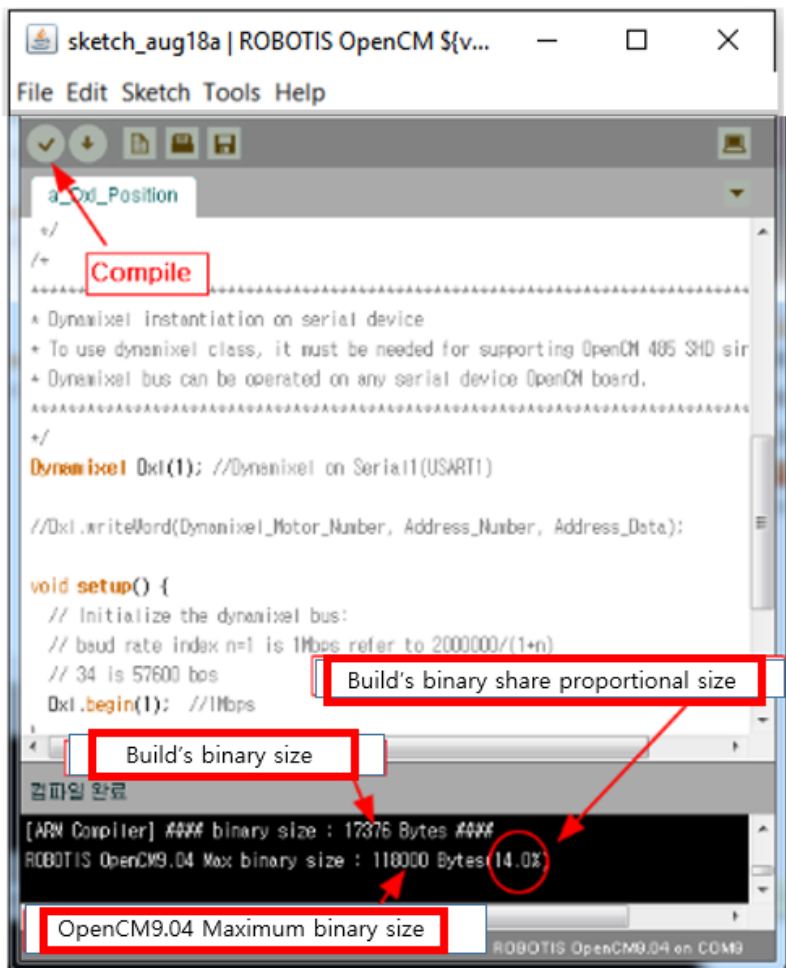 sketch_aug18a | ROBOTIS OpenCM ${v...
File Edit Sketch Tools Help
a_Dxl_Position
*/
/*
Compile
* Dynamixel instantiation on serial device
* To use dynamixel class, it must be needed for supporting OpenCM 485 SHD sir
* Dynamixel bus can be operated on any serial device OpenCM board.
*/
Dynamixel Dxl(1); //Dynamixel on Serial1(USART1)
//Dxl.writeWord(Dynamixel_Motor_Number, Address_Number, Address_Data);
void setup() {
// Initialize the dynamixel bus:
// baud rate index n=1 is 1Mbps refer to 2000000/(1+n)
// 34 is 57600 bps
Build's binary share proportional size
Dxl.begin(1); //1Mbps
Build's binary size
컴파일 완료
[ARM Compiler] #### binary size : 17376 Bytes ####
ROBOTIS OpenCM9.04 Max binary size : 118000 Bytes(14.0%)
OpenCM9.04 Maximum binary size
ROBOTIS OpenCM9.04 on COM9